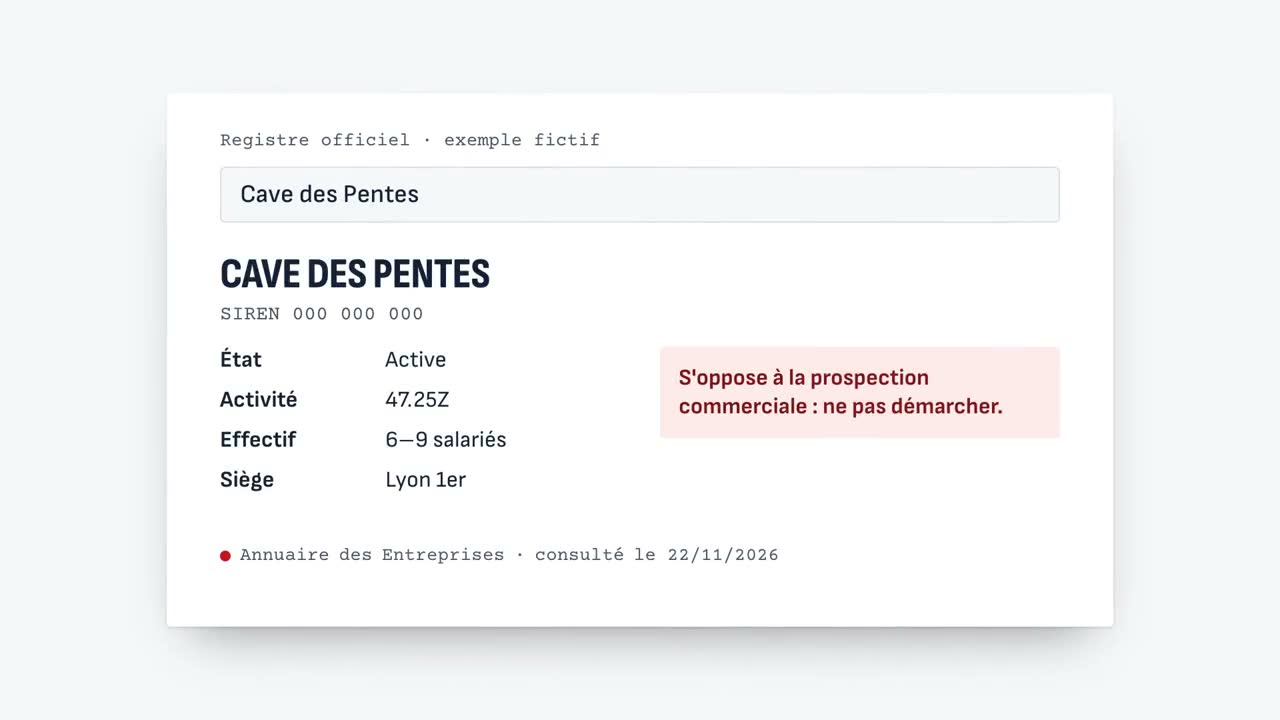 Registre officiel · exemple fictif
Cave des Pentes
CAVE DES PENTES
SIREN 000 000 000
État Active
Activité 47.25Z
Effectif 6–9 salariés
Siège Lyon 1er
S'oppose à la prospection
commerciale : ne pas démarcher.
Annuaire des Entreprises · consulté le 22/11/2026